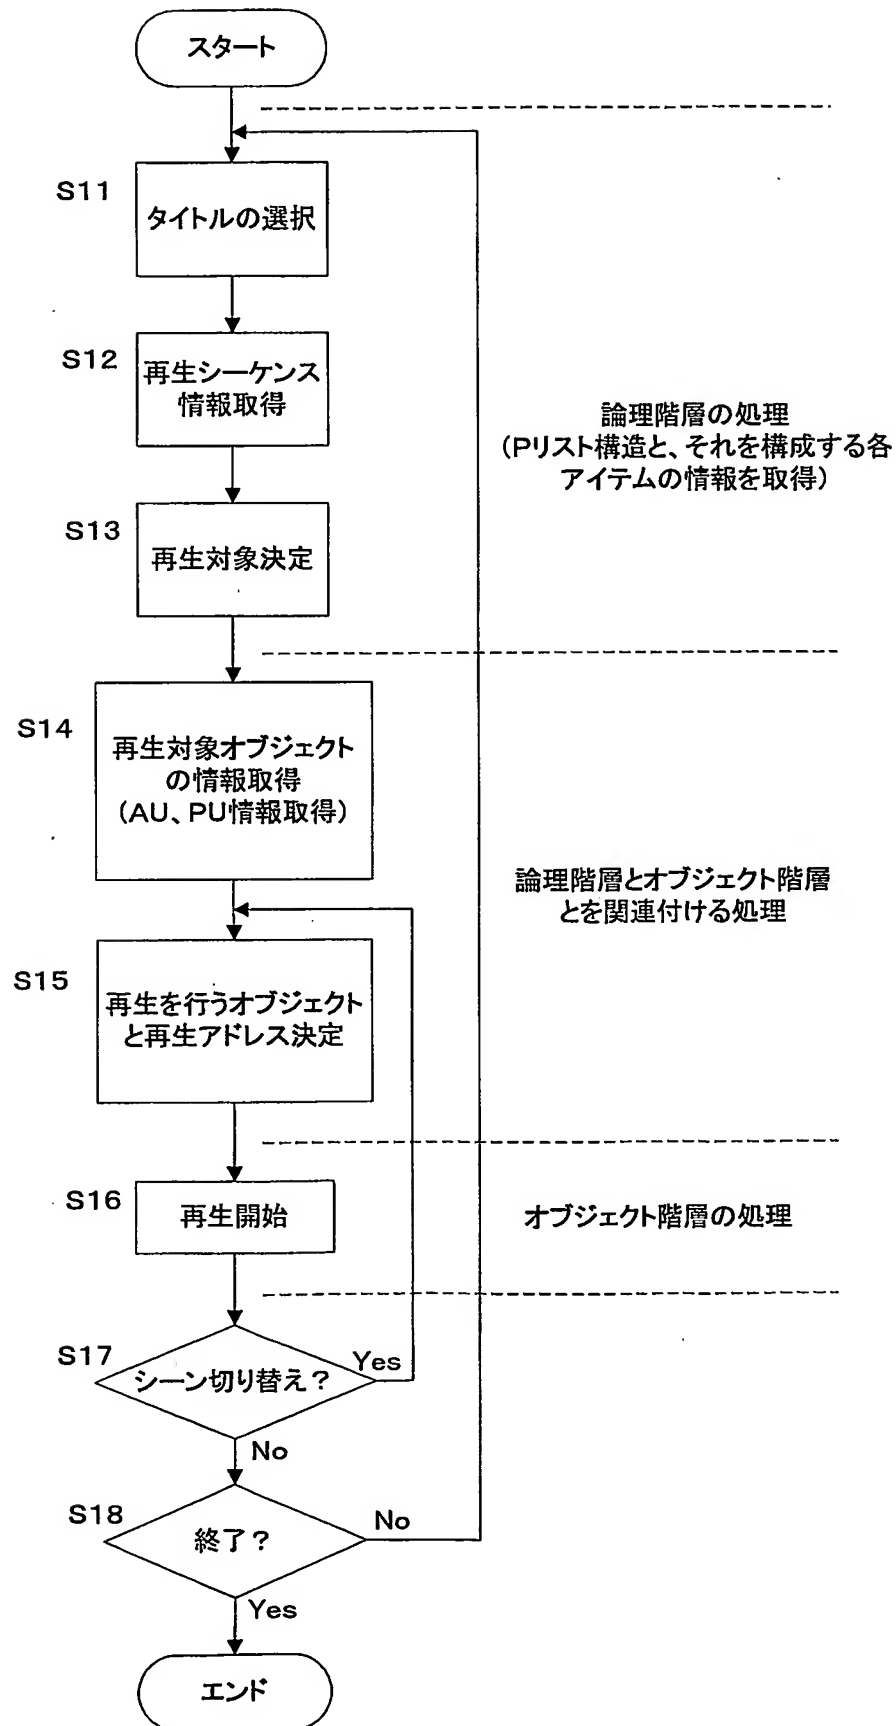 スタート
S11
タイトルの選択
S12
再生シーケンス
情報取得
論理階層の処理
(Pリスト構造と、それを構成する各
アイテムの情報を取得)
S13
再生対象決定
S14
再生対象オブジェクト
の情報取得
(AU、PU情報取得)
論理階層とオブジェクト階層
とを関連付ける処理
S15
再生を行うオブジェクト
と再生アドレス決定
S16
再生開始
オブジェクト階層の処理
S17
シーン切り替え?
Yes
No
S18
終了?
No
Yes
エンド